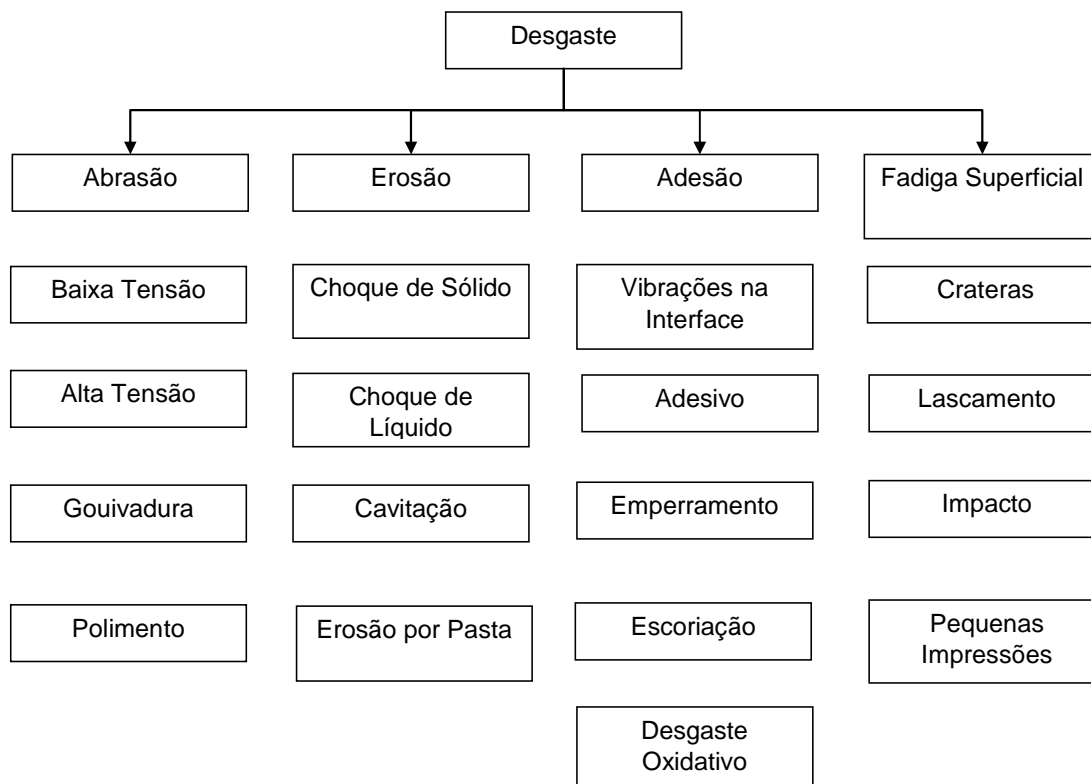 Desgaste
Abrasão
Erosão
Adesão
Fadiga Superficial
Baixa Tensão
Choque de Sólido
Vibrações na
Interface
Crateras
Alta Tensão
Choque de
Líquido
Adesivo
Lascamento
Gouivadura
Cavitação
Emperramento
Impacto
Polimento
Erosão por Pasta
Escoriação
Pequenas
Impressões
Desgaste
Oxidativo